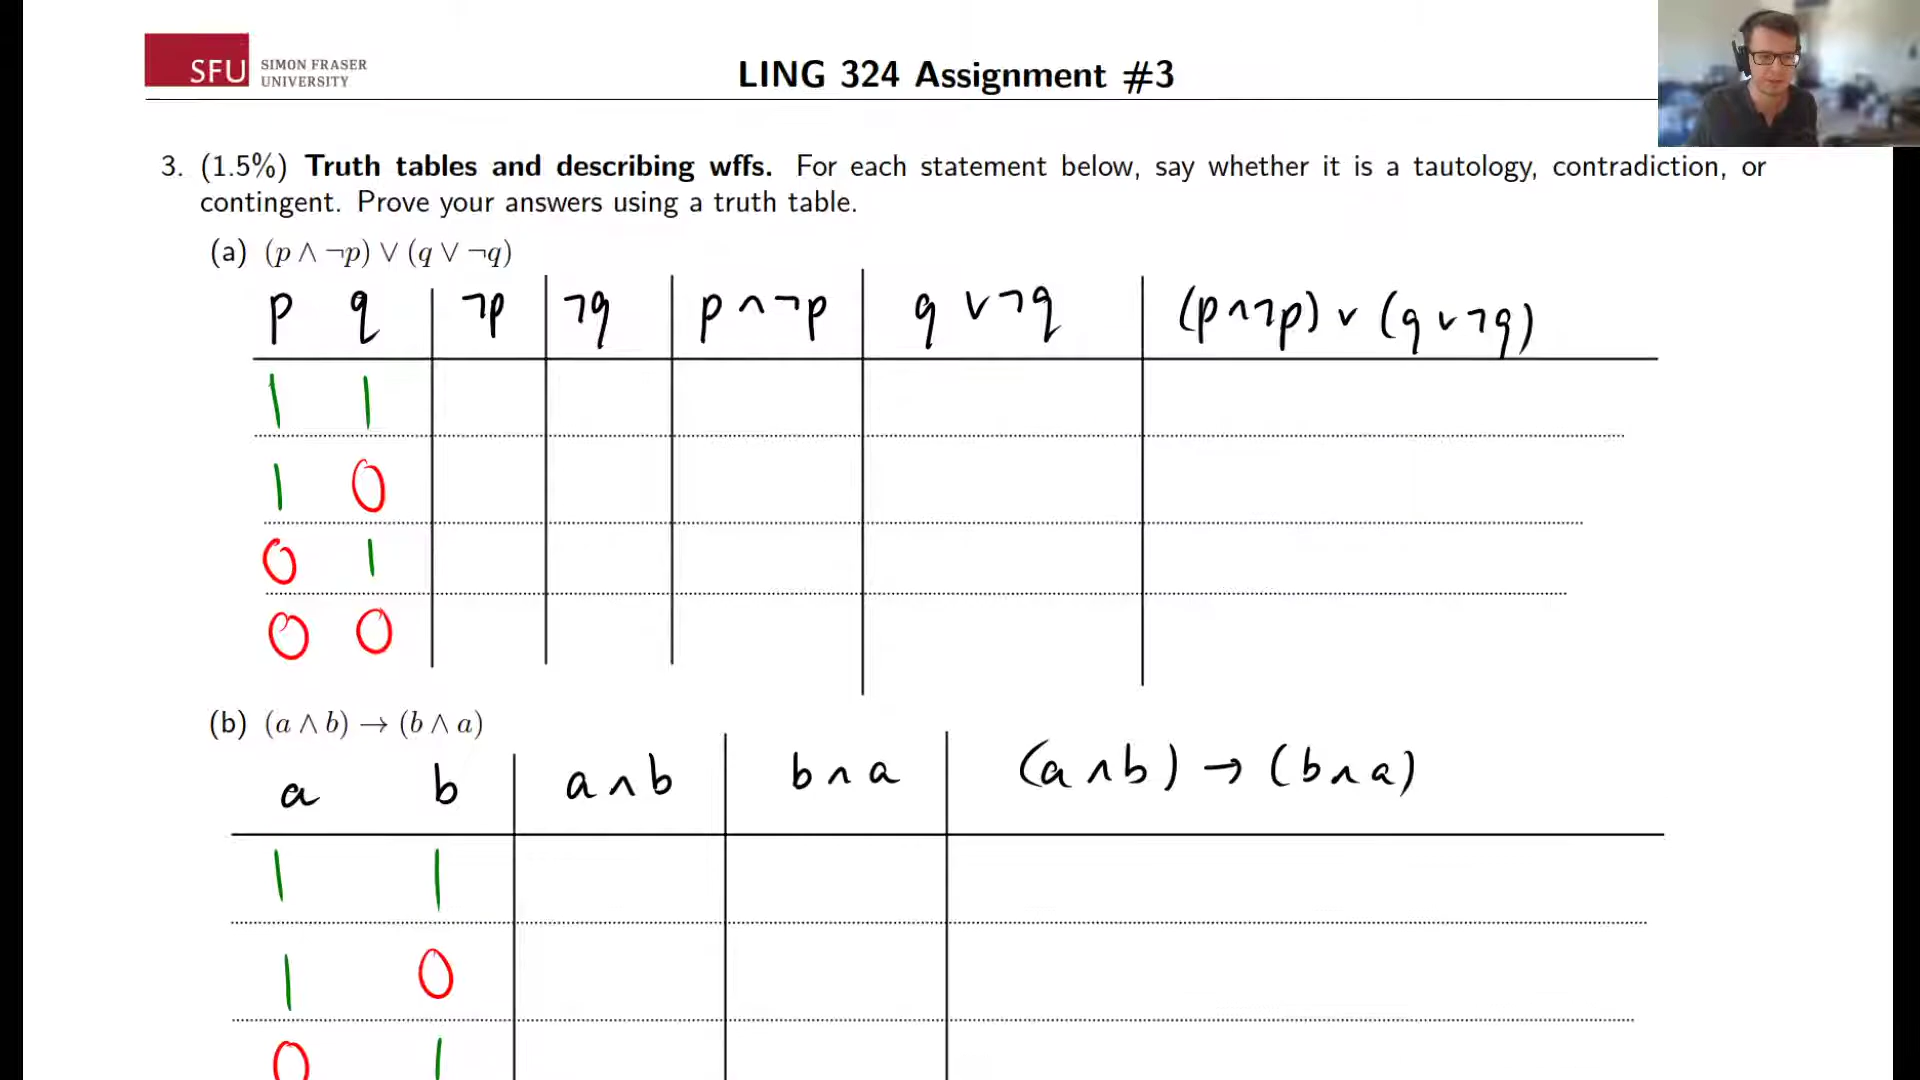 SFU SIMON FRASER UNIVERSITY
LING 324 Assignment #3
3. (1.5%) Truth tables and describing wffs. For each statement below, say whether it is a tautology, contradiction, or
contingent. Prove your answers using a truth table.
(a) (p ∧ ¬p) ∨ (q ∨ ¬q)
p q ¬p ¬q p ∧ ¬p q ∨ ¬q (p ∧ ¬p) ∨ (q ∨ ¬q)
1 1
1 0
0 1
0 0
(b) (a ∧ b) → (b ∧ a)
a b a ∧ b b ∧ a (a ∧ b) → (b ∧ a)
1 1
1 0
0 1